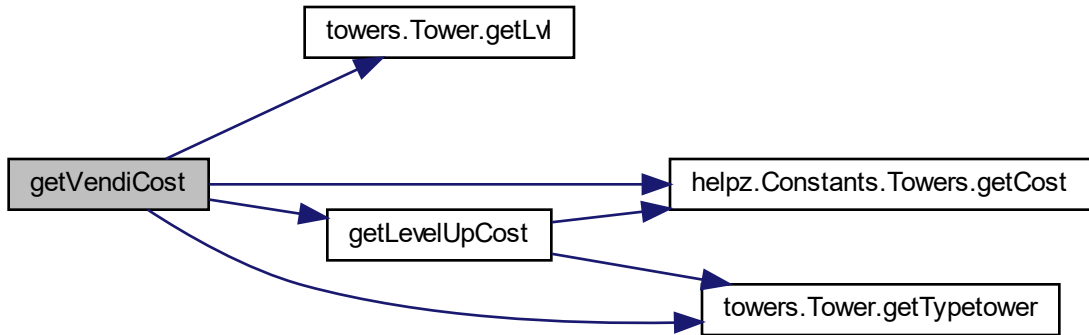 towers.Tower.getLvl
getVendiCost
helpz.Constants.Towers.getCost
getLevelUpCost
towers.Tower.getTypetower